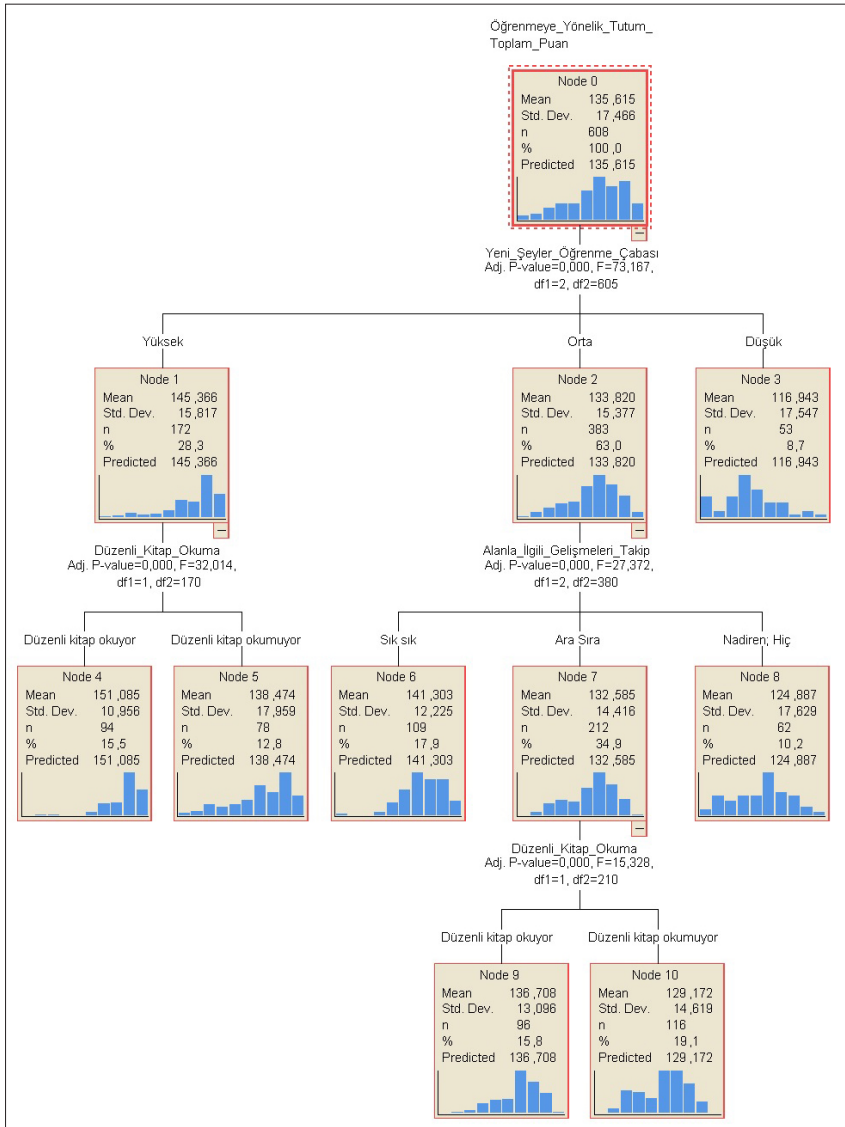 Öğrenmeye_Yönelik_Tutum_
Toplam_Puan
Node 0
Mean 135,615
Std. Dev. 17,466
n 608
% 100,0
Predicted 135,615
Yeni_Şeyler_Öğrenme_Çabası
Adj. P-value=0,000, F=73,167,
df1=2, df2=605
Yüksek
Orta
Düşük
Node 1
Mean 145,366
Std. Dev. 15,817
n 172
% 28,3
Predicted 145,366
Node 2
Mean 133,820
Std. Dev. 15,377
n 383
% 63,0
Predicted 133,820
Node 3
Mean 116,943
Std. Dev. 17,547
n 53
% 8,7
Predicted 116,943
Düzenli_Kitap_Okuma
Adj. P-value=0,000, F=32,014,
df1=1, df2=170
Alanla_İlgili_Gelişmeleri_Takip
Adj. P-value=0,000, F=27,372,
df1=2, df2=380
Düzenli kitap okuyor
Düzenli kitap okumuyor
Sık sık
Ara Sıra
Nadiren; Hiç
Node 4
Mean 151,085
Std. Dev. 10,956
n 94
% 15,5
Predicted 151,085
Node 5
Mean 138,474
Std. Dev. 17,959
n 78
% 12,8
Predicted 138,474
Node 6
Mean 141,303
Std. Dev. 12,225
n 109
% 17,9
Predicted 141,303
Node 7
Mean 132,585
Std. Dev. 14,416
n 212
% 34,9
Predicted 132,585
Node 8
Mean 124,887
Std. Dev. 17,629
n 62
% 10,2
Predicted 124,887
Düzenli_Kitap_Okuma
Adj. P-value=0,000, F=15,328,
df1=1, df2=210
Düzenli kitap okuyor
Düzenli kitap okumuyor
Node 9
Mean 136,708
Std. Dev. 13,096
n 96
% 15,8
Predicted 136,708
Node 10
Mean 129,172
Std. Dev. 14,619
n 116
% 19,1
Predicted 129,172